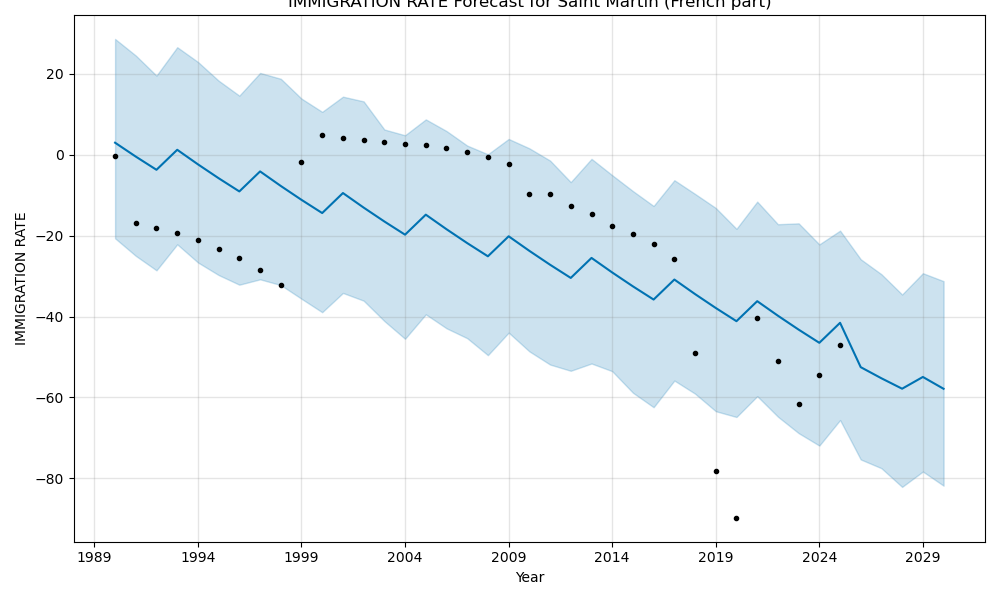 IMMIGRATION RATE Forecast for Saint Martin (French part)
IMMIGRATION RATE
20
0
−20
−40
−60
−80
1989 1994 1999 2004 2009 2014 2019 2024 2029
Year